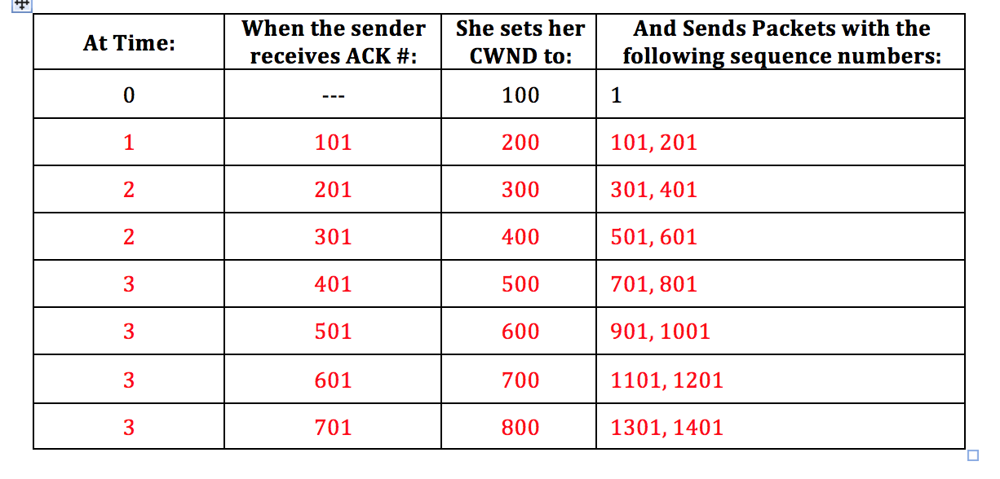 At Time: When the sender receives ACK #: She sets her CWND to: And Sends Packets with the following sequence numbers:
0 --- 100 1
1 101 200 101, 201
2 201 300 301, 401
2 301 400 501, 601
3 401 500 701, 801
3 501 600 901, 1001
3 601 700 1101, 1201
3 701 800 1301, 1401